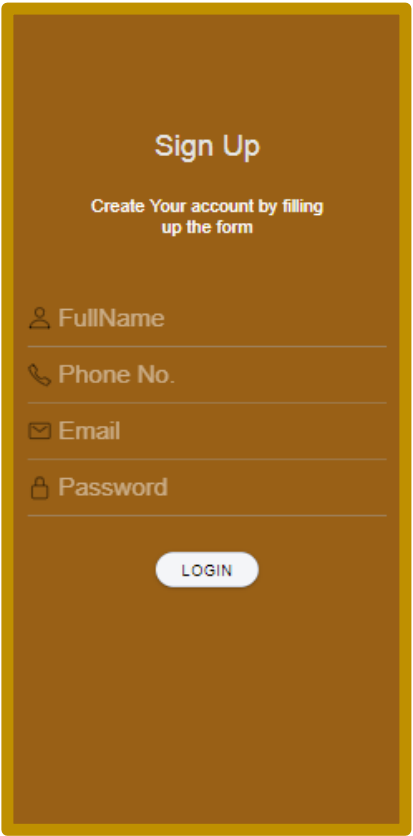 Sign Up
Create Your account by filling
up the form
FullName
Phone No.
Email
Password
LOGIN